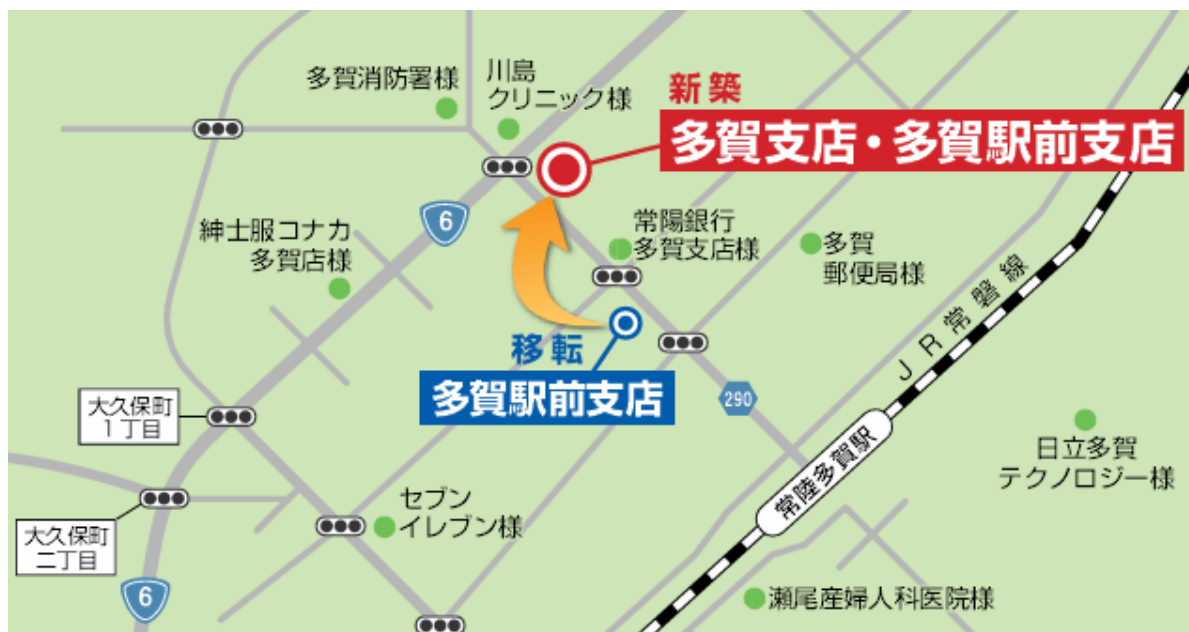 多賀消防署様
川島
クリニック様
新築
多賀支店・多賀駅前支店
6
紳士服コナカ
多賀店様
常陽銀行
多賀支店様
多賀
郵便局様
JR常磐線
移転
多賀駅前支店
290
大久保町
1丁目
常陸多賀駅
日立多賀
テクノロジー様
セブン
イレブン様
大久保町
二丁目
6
瀬尾産婦人科医院様